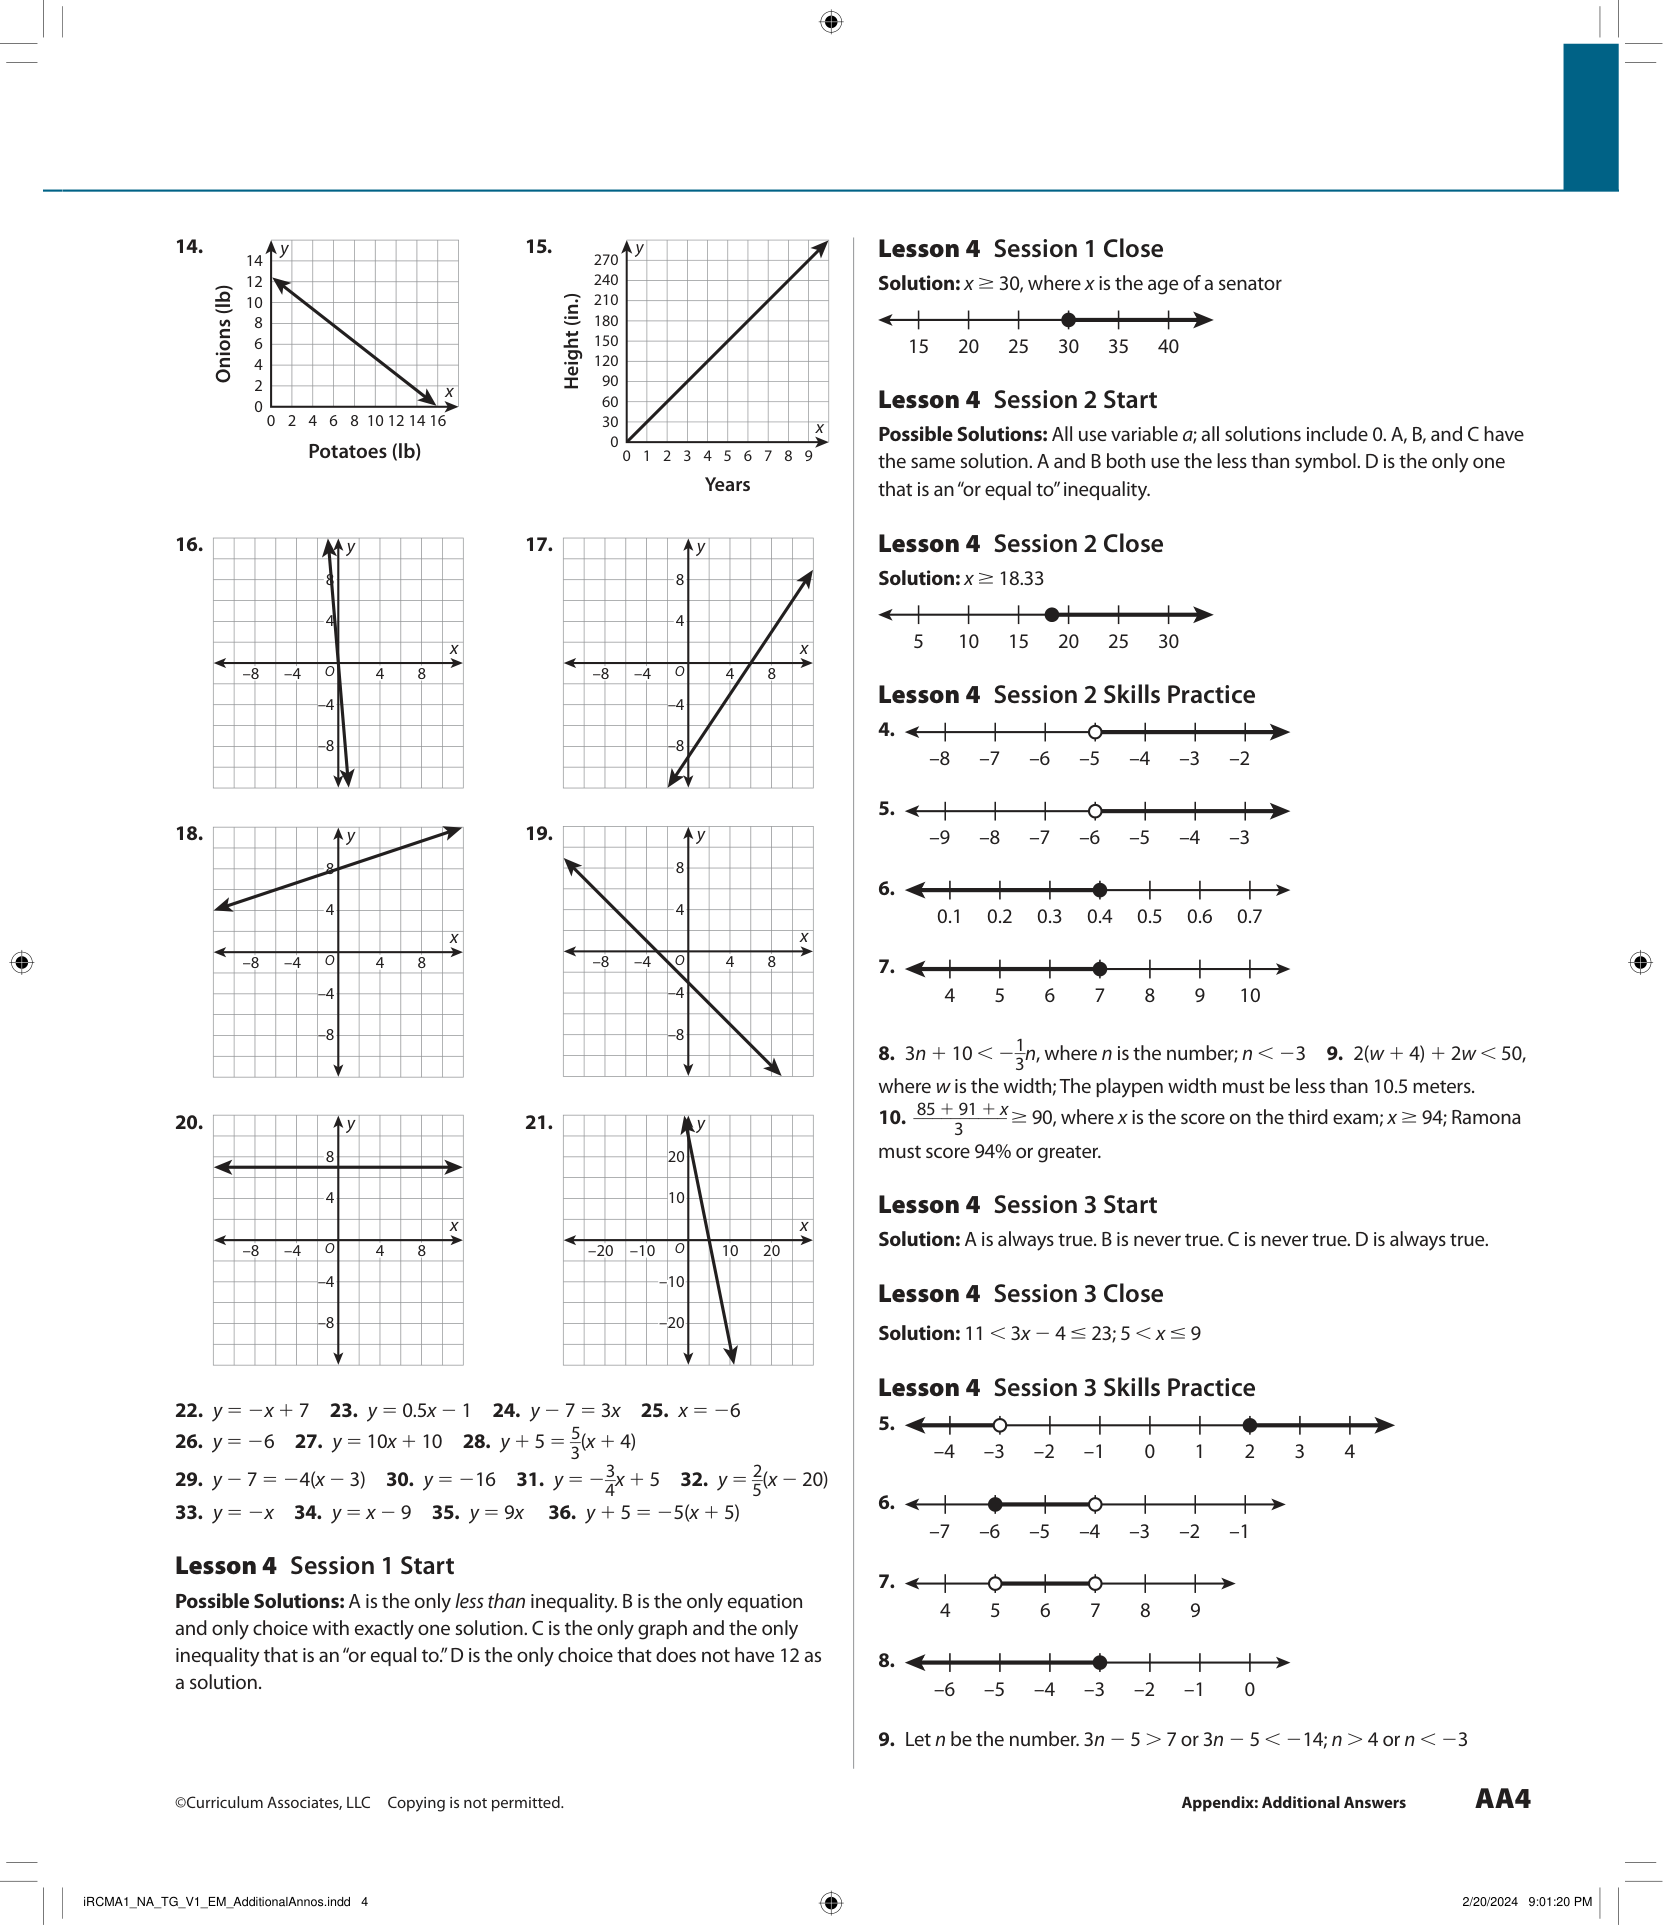 14.
y
14
12
10
8
6
4
2
0
Onions (lb)
x
0 2 4 6 8 10 12 14 16
Potatoes (lb)
15.
y
270
240
210
180
150
120
90
60
30
0
Height (in.)
x
0 1 2 3 4 5 6 7 8 9
Years
16.
y
8
4
x
–8 –4 O 4 8
–4
–8
17.
y
8
4
x
–8 –4 O 4 8
–4
–8
18.
y
8
4
x
–8 –4 O 4 8
–4
–8
19.
y
8
4
x
–8 –4 O 4 8
–4
–8
20.
y
8
4
x
–8 –4 O 4 8
–4
–8
21.
y
20
10
x
–20 –10 O 10 20
–10
–20
22. y = −x + 7 23. y = 0.5x − 1 24. y − 7 = 3x 25. x = −6
26. y = −6 27. y = 10x + 10 28. y + 5 = 5/3(x + 4)
29. y − 7 = −4(x − 3) 30. y = −16 31. y = −3/4x + 5 32. y = 2/5(x − 20)
33. y = −x 34. y = x − 9 35. y = 9x 36. y + 5 = −5(x + 5)
Lesson 4 Session 1 Start
Possible Solutions: A is the only less than inequality. B is the only equation
and only choice with exactly one solution. C is the only graph and the only
inequality that is an “or equal to.” D is the only choice that does not have 12 as
a solution.
Lesson 4 Session 1 Close
Solution: x ≥ 30, where x is the age of a senator
15 20 25 30 35 40
Lesson 4 Session 2 Start
Possible Solutions: All use variable a; all solutions include 0. A, B, and C have
the same solution. A and B both use the less than symbol. D is the only one
that is an “or equal to” inequality.
Lesson 4 Session 2 Close
Solution: x ≥ 18.33
5 10 15 20 25 30
Lesson 4 Session 2 Skills Practice
4.
–8 –7 –6 –5 –4 –3 –2
5.
–9 –8 –7 –6 –5 –4 –3
6.
0.1 0.2 0.3 0.4 0.5 0.6 0.7
7.
4 5 6 7 8 9 10
8. 3n + 10 < −1/3n, where n is the number; n < −3 9. 2(w + 4) + 2w < 50,
where w is the width; The playpen width must be less than 10.5 meters.
10. (85 + 91 + x)/3 ≥ 90, where x is the score on the third exam; x ≥ 94; Ramona
must score 94% or greater.
Lesson 4 Session 3 Start
Solution: A is always true. B is never true. C is never true. D is always true.
Lesson 4 Session 3 Close
Solution: 11 < 3x − 4 ≤ 23; 5 < x ≤ 9
Lesson 4 Session 3 Skills Practice
5.
–4 –3 –2 –1 0 1 2 3 4
6.
–7 –6 –5 –4 –3 –2 –1
7.
4 5 6 7 8 9
8.
–6 –5 –4 –3 –2 –1 0
9. Let n be the number. 3n − 5 > 7 or 3n − 5 < −14; n > 4 or n < −3
©Curriculum Associates, LLC Copying is not permitted.
Appendix: Additional Answers AA4
iRCMA1_NA_TG_V1_EM_AdditionalAnnos.indd 4
2/20/2024 9:01:20 PM